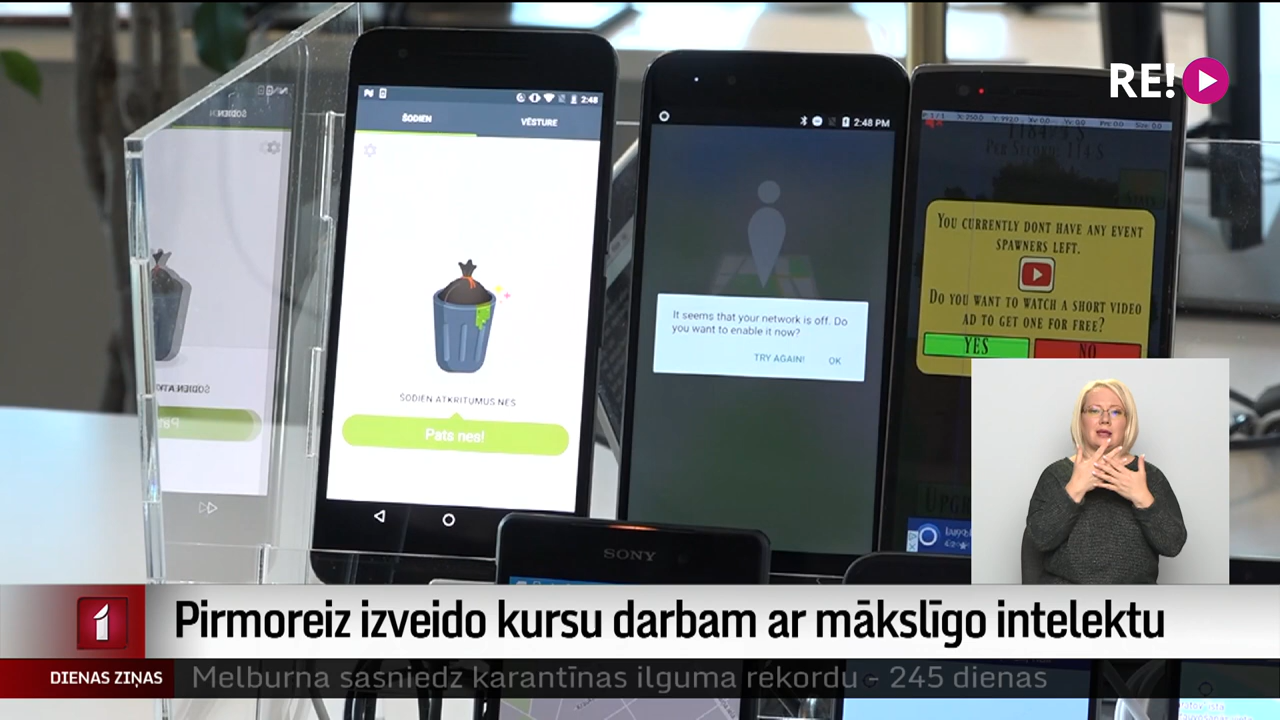 RE!
2:48
ŠODIEN
VĒSTURE
ŠODIEN ATKRITUMUS NES
Pats nes!
2:48 PM
It seems that your network is off. Do
you want to enable it now?
TRY AGAIN!
OK
PER SECOND: 114 S
YOU CURRENTLY DONT HAVE ANY EVENT
SPAWNERS LEFT.
DO YOU WANT TO WATCH A SHORT VIDEO
AD TO GET ONE FOR FREE?
YES
NO
SONY
1
Pirmoreiz izveido kursu darbam ar mākslīgo intelektu
DIENAS ZIŅAS
Melburna sasniedz karantīnas ilguma rekordu - 245 dienas